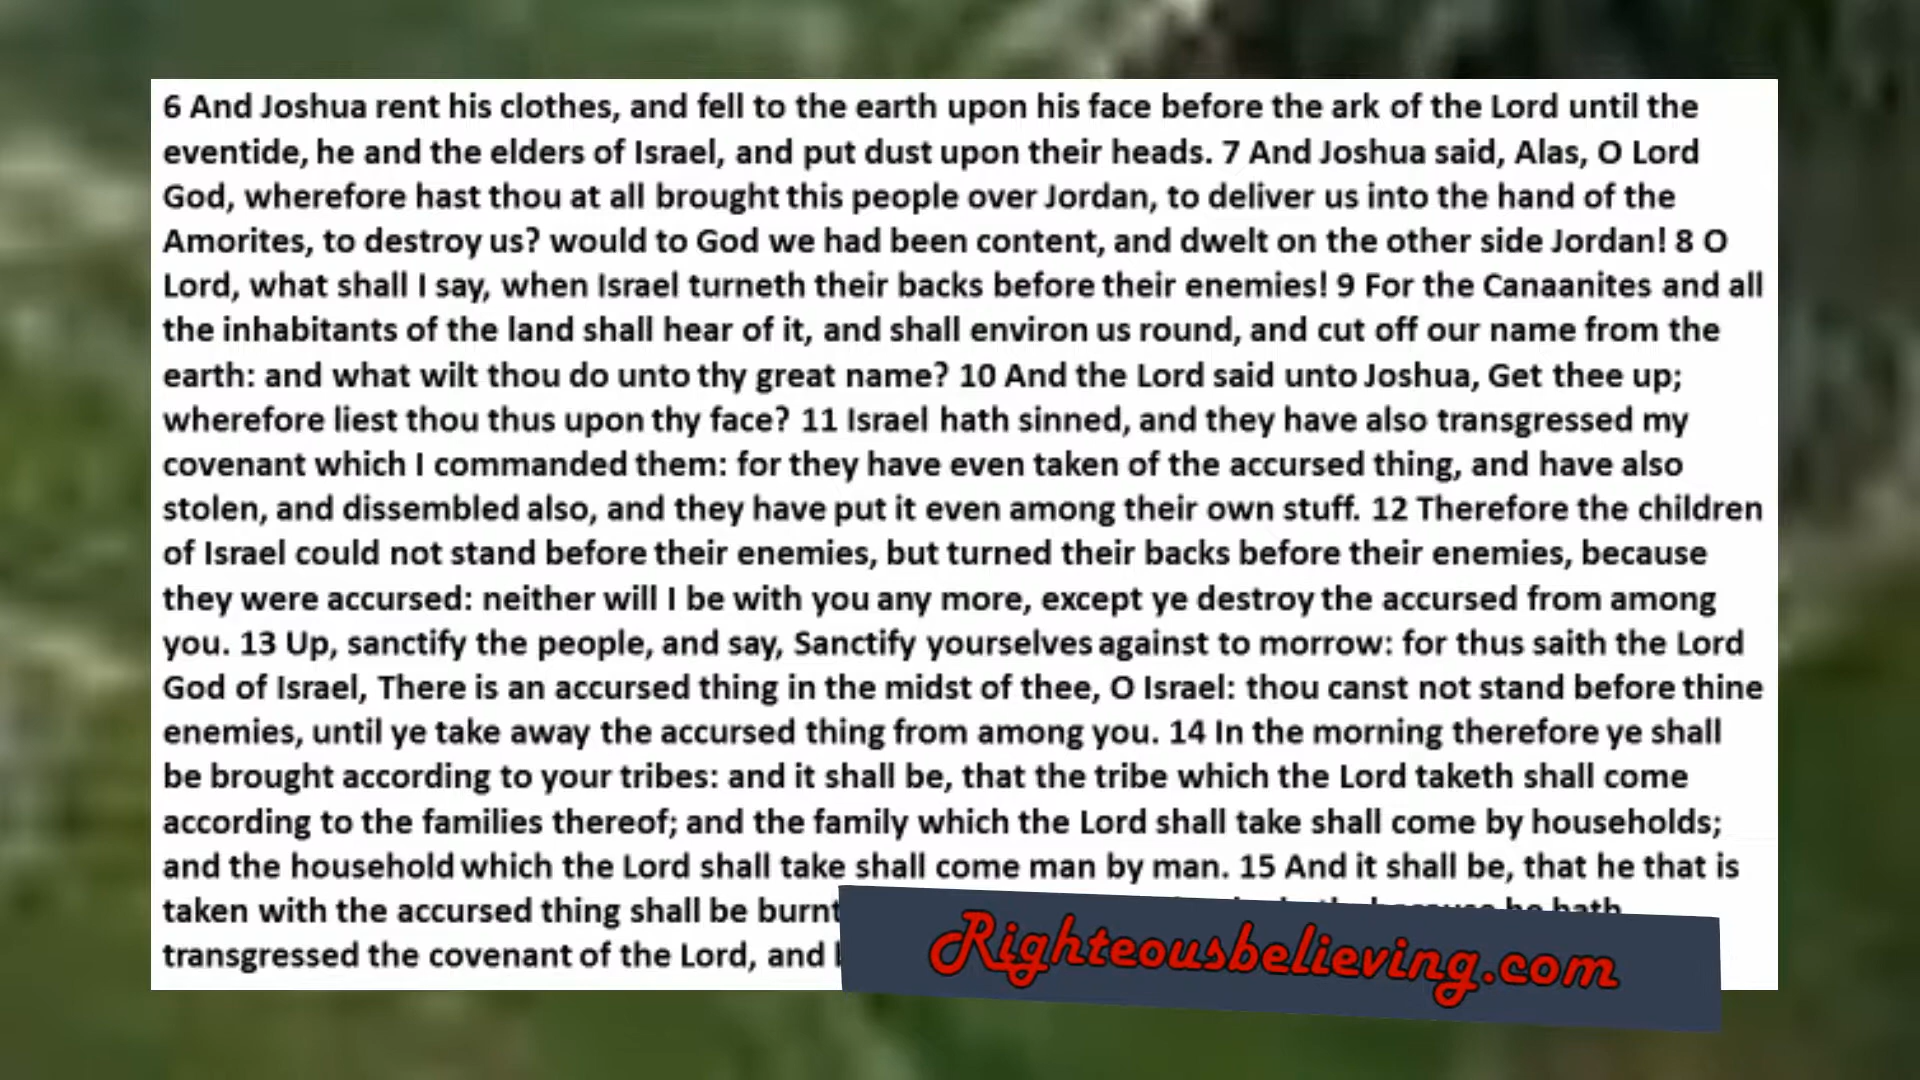 6 And Joshua rent his clothes, and fell to the earth upon his face before the ark of the Lord until the
eventide, he and the elders of Israel, and put dust upon their heads. 7 And Joshua said, Alas, O Lord
God, wherefore hast thou at all brought this people over Jordan, to deliver us into the hand of the
Amorites, to destroy us? would to God we had been content, and dwelt on the other side Jordan! 8 O
Lord, what shall I say, when Israel turneth their backs before their enemies! 9 For the Canaanites and all
the inhabitants of the land shall hear of it, and shall environ us round, and cut off our name from the
earth: and what wilt thou do unto thy great name? 10 And the Lord said unto Joshua, Get thee up;
wherefore liest thou thus upon thy face? 11 Israel hath sinned, and they have also transgressed my
covenant which I commanded them: for they have even taken of the accursed thing, and have also
stolen, and dissembled also, and they have put it even among their own stuff. 12 Therefore the children
of Israel could not stand before their enemies, but turned their backs before their enemies, because
they were accursed: neither will I be with you any more, except ye destroy the accursed from among
you. 13 Up, sanctify the people, and say, Sanctify yourselves against to morrow: for thus saith the Lord
God of Israel, There is an accursed thing in the midst of thee, O Israel: thou canst not stand before thine
enemies, until ye take away the accursed thing from among you. 14 In the morning therefore ye shall
be brought according to your tribes: and it shall be, that the tribe which the Lord taketh shall come
according to the families thereof; and the family which the Lord shall take shall come by households;
and the household which the Lord shall take shall come man by man. 15 And it shall be, that he that is
taken with the accursed thing shall be burnt because he hath
transgressed the covenant of the Lord, and
Righteousbelieving.com